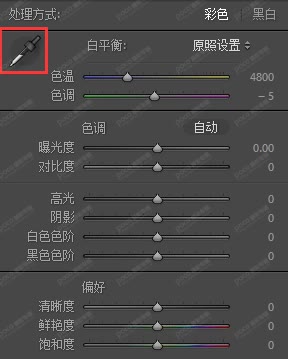 处理方式: 彩色 | 黑白
白平衡: 原照设置
色温 4800
色调 - 5
色调 自动
曝光度 0.00
对比度 0
高光 0
阴影 0
白色色阶 0
黑色色阶 0
偏好
清晰度 0
鲜艳度 0
饱和度 0